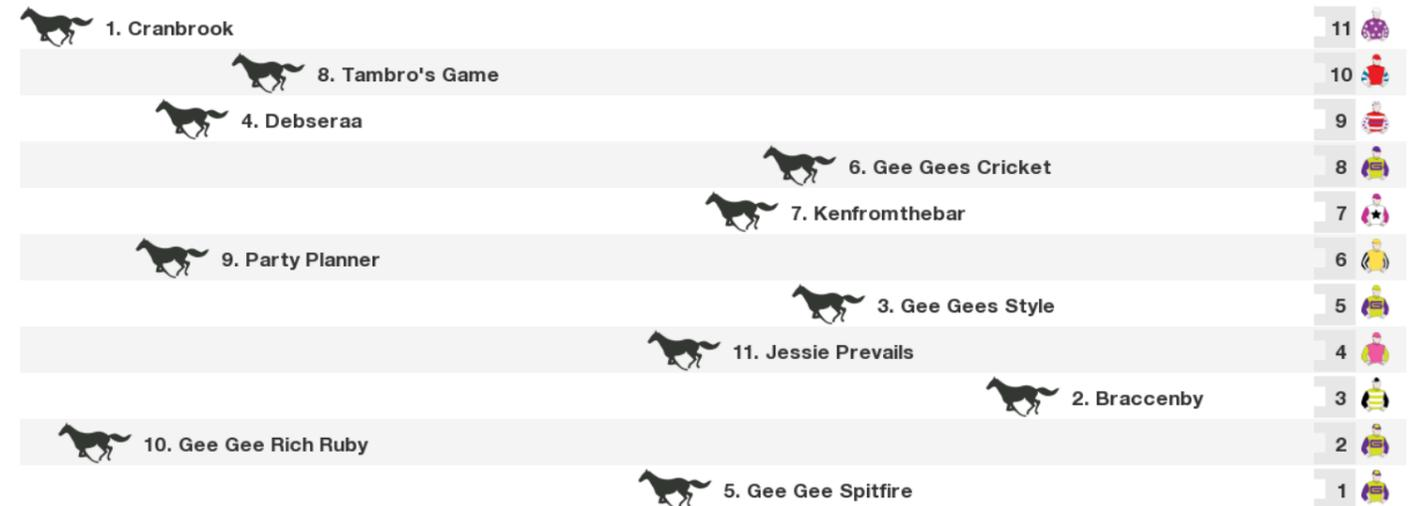 1. Cranbrook 11
8. Tambro's Game 10
4. Debseraa 9
6. Gee Gees Cricket 8
7. Kenfromthebar 7
9. Party Planner 6
3. Gee Gees Style 5
11. Jessie Prevails 4
2. Braccenby 3
10. Gee Gee Rich Ruby 2
5. Gee Gee Spitfire 1